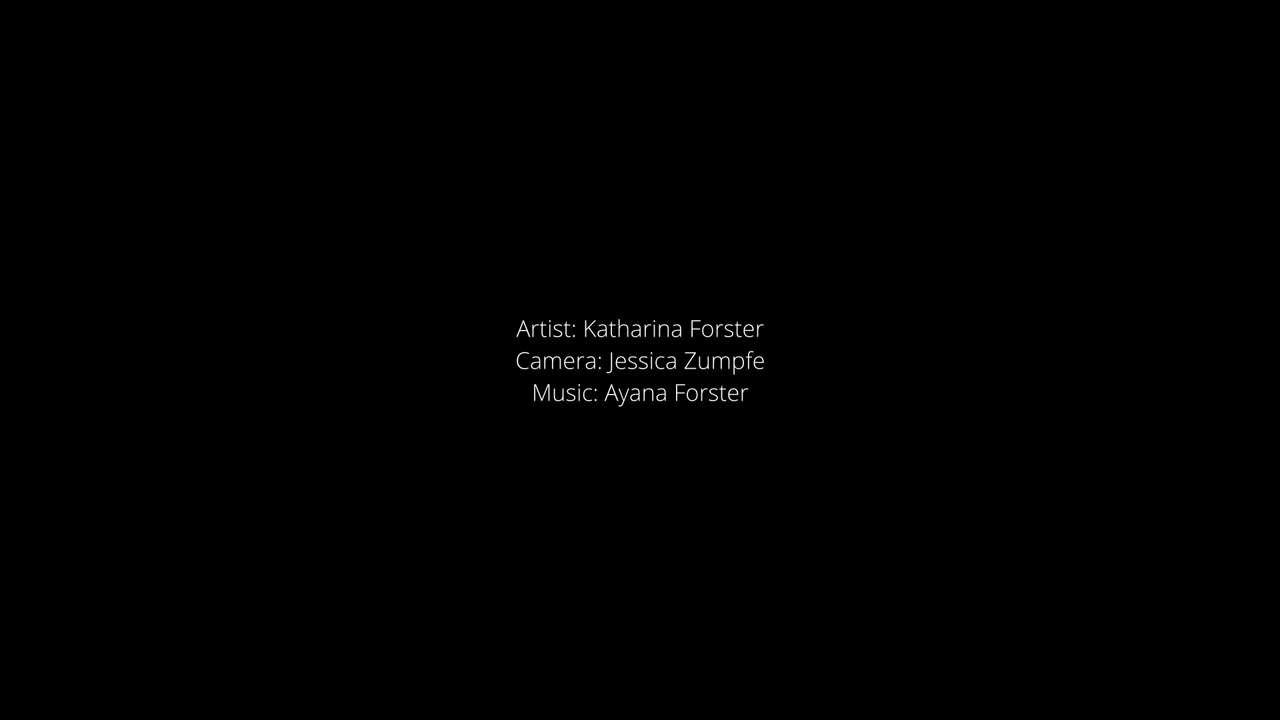 Artist: Katharina Forster
Camera: Jessica Zumpfe
Music: Ayana Forster